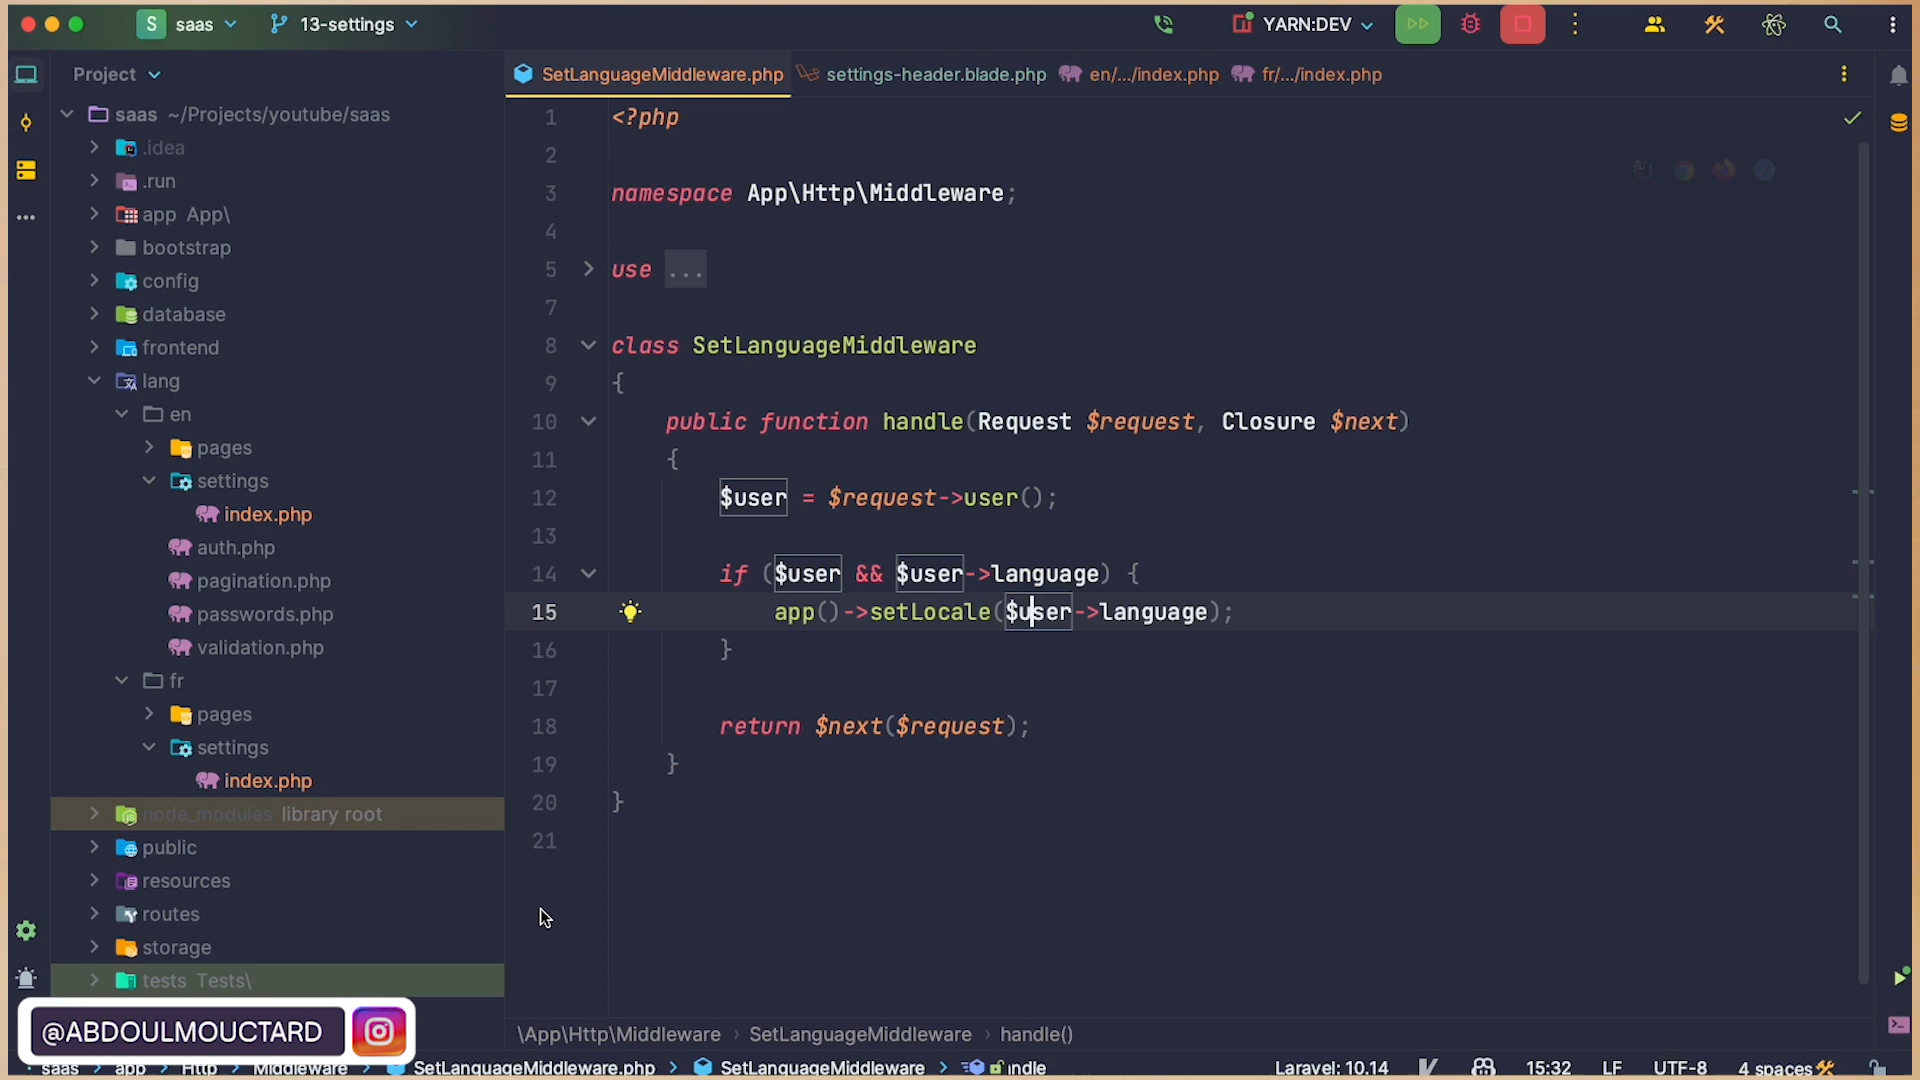 S saas 13-settings YARN:DEV
Project
SetLanguageMiddleware.php settings-header.blade.php en/.../index.php fr/.../index.php
saas ~/Projects/youtube/saas
.idea
.run
app App\
bootstrap
config
database
frontend
lang
en
pages
settings
index.php
auth.php
pagination.php
passwords.php
validation.php
fr
pages
settings
index.php
node_modules library root
public
resources
routes
storage
tests Tests\
1 <?php
2
3 namespace App\Http\Middleware;
4
5 use ...
7
8 class SetLanguageMiddleware
9 {
10 public function handle(Request $request, Closure $next)
11 {
12 $user = $request->user();
13
14 if ($user && $user->language) {
15 app()->setLocale($user->language);
16 }
17
18 return $next($request);
19 }
20 }
21
@ABDOULMOUCTARD
\App\Http\Middleware › SetLanguageMiddleware › handle()
saas › app › Http › Middleware › SetLanguageMiddleware.php › SetLanguageMiddleware › Laravel: 10.14 15:32 LF UTF-8 4 spaces